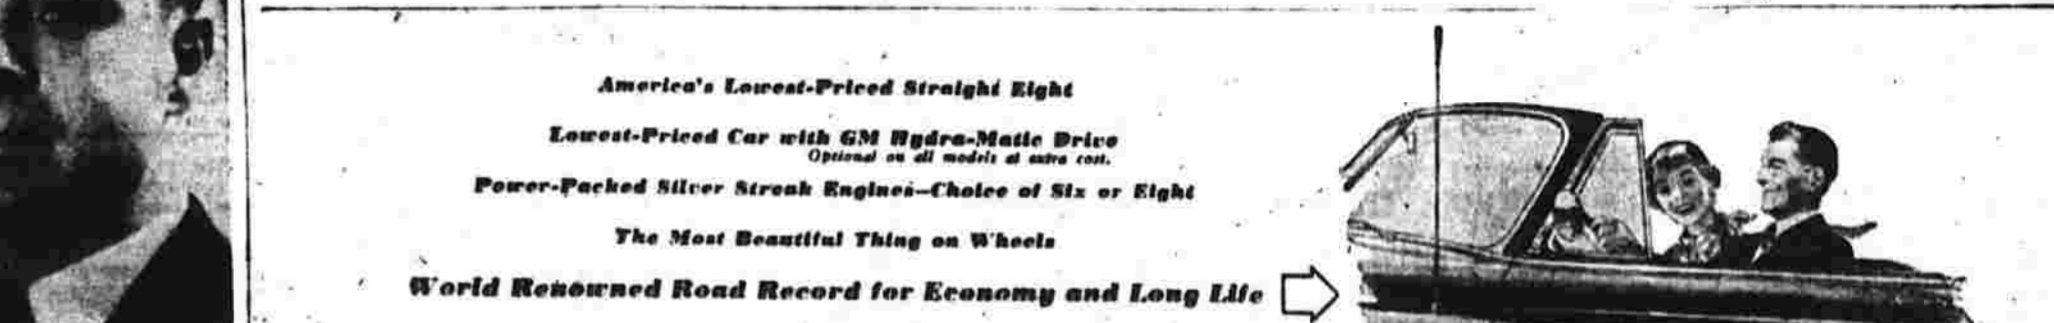 America's Lowest-Priced Straight Eight
Lowest-Priced Car with GM Hydra-Matic Drive
Optional on all models at extra cost.
Power-Packed Silver Streak Engines—Choice of Six or Eight
The Most Beautiful Thing on Wheels
World Renowned Road Record for Economy and Long Life